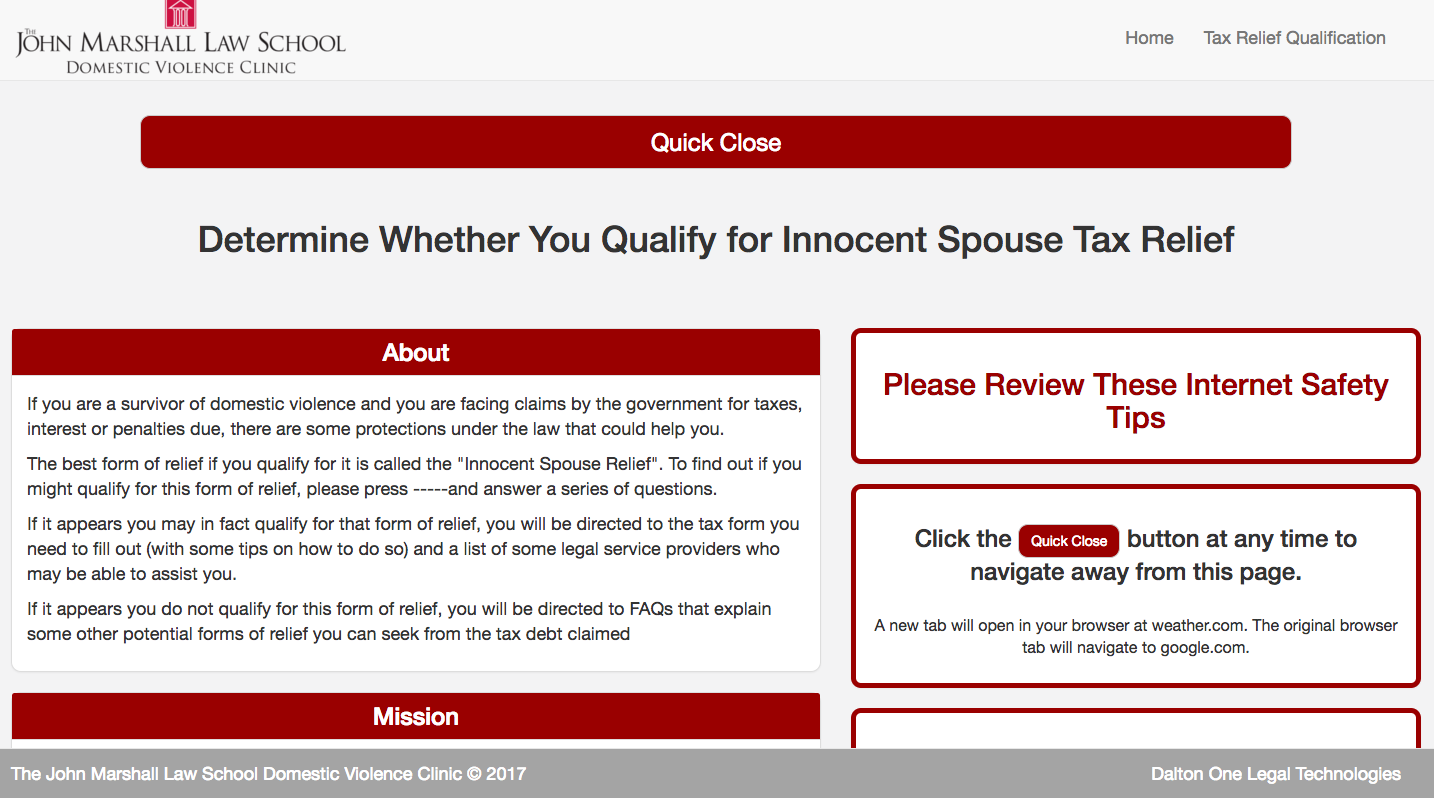 THE
JOHN MARSHALL LAW SCHOOL
DOMESTIC VIOLENCE CLINIC
Home
Tax Relief Qualification
Quick Close
Determine Whether You Qualify for Innocent Spouse Tax Relief
About
If you are a survivor of domestic violence and you are facing claims by the government for taxes,
interest or penalties due, there are some protections under the law that could help you.
The best form of relief if you qualify for it is called the "Innocent Spouse Relief". To find out if you
might qualify for this form of relief, please press -----and answer a series of questions.
If it appears you may in fact qualify for that form of relief, you will be directed to the tax form you
need to fill out (with some tips on how to do so) and a list of some legal service providers who
may be able to assist you.
If it appears you do not qualify for this form of relief, you will be directed to FAQs that explain
some other potential forms of relief you can seek from the tax debt claimed
Mission
Please Review These Internet Safety
Tips
Click the Quick Close button at any time to
navigate away from this page.
A new tab will open in your browser at weather.com. The original browser
tab will navigate to google.com.
The John Marshall Law School Domestic Violence Clinic © 2017
Dalton One Legal Technologies